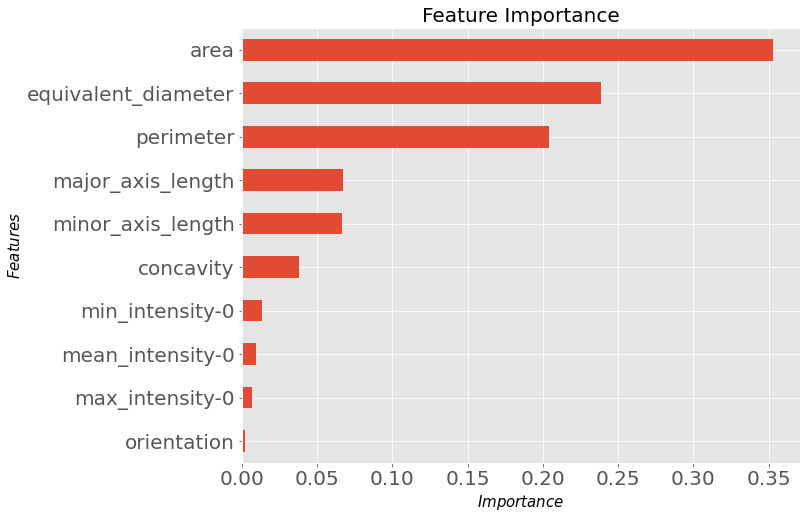 Feature Importance
area
equivalent_diameter
perimeter
major_axis_length
minor_axis_length
concavity
min_intensity-0
mean_intensity-0
max_intensity-0
orientation
Features
0.00 0.05 0.10 0.15 0.20 0.25 0.30 0.35
Importance